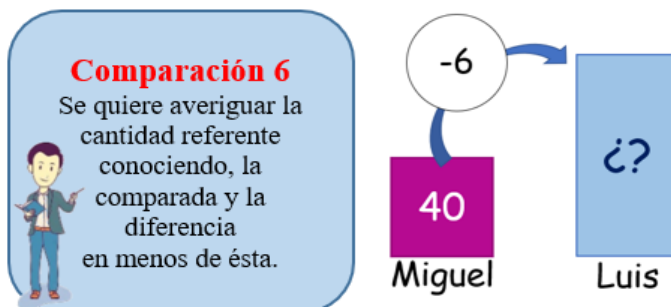 Comparación 6
Se quiere averiguar la
cantidad referente
conociendo, la
comparada y la
diferencia
en menos de ésta.
-6
40
¿?
Miguel
Luis